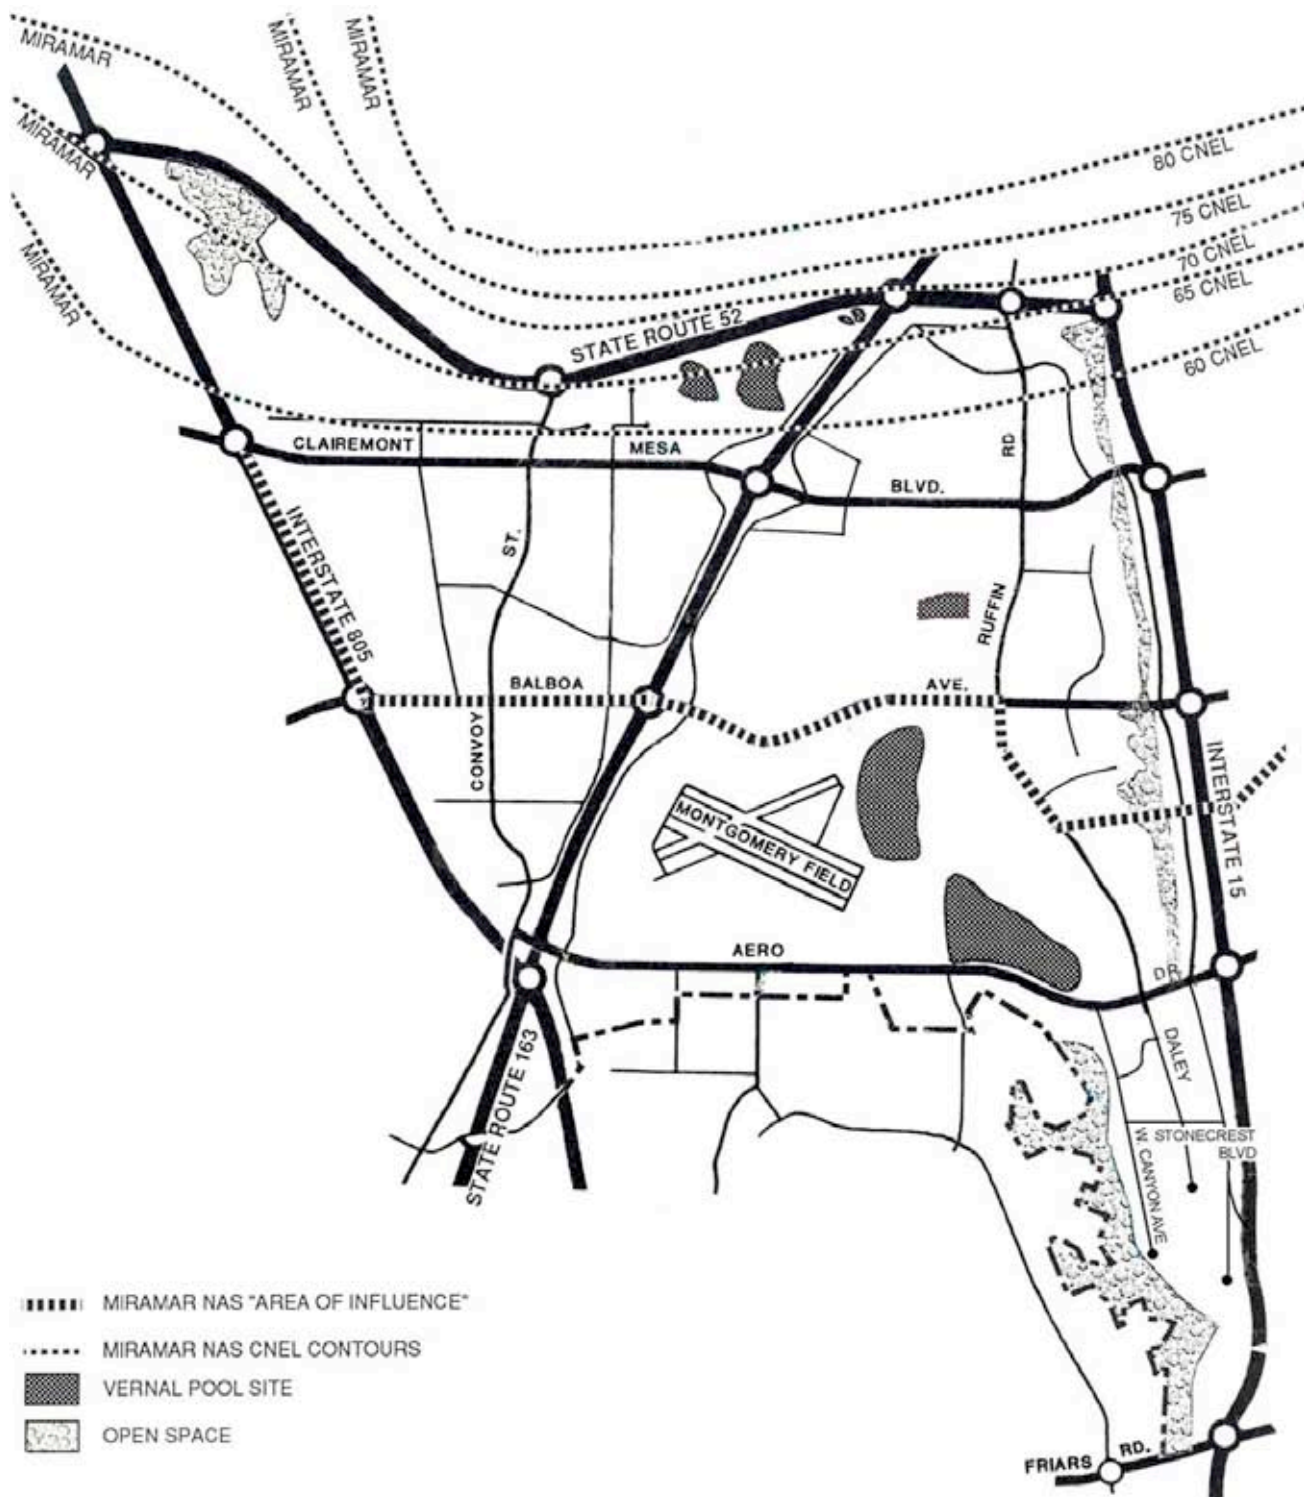 MIRAMAR
MIRAMAR
MIRAMAR
MIRAMAR
MIRAMAR
80 CNEL
75 CNEL
70 CNEL
65 CNEL
60 CNEL
STATE ROUTE 52
CLAIREMONT MESA BLVD.
RUFFIN RD
INTERSTATE 805
CONVOY ST.
BALBOA AVE.
MONTGOMERY FIELD
INTERSTATE 15
AERO DR.
STATE ROUTE 163
DALEY
W. CANYON AVE
STONECREST
BLVD
FRIARS RD.
MIRAMAR NAS "AREA OF INFLUENCE"
MIRAMAR NAS CNEL CONTOURS
VERNAL POOL SITE
OPEN SPACE